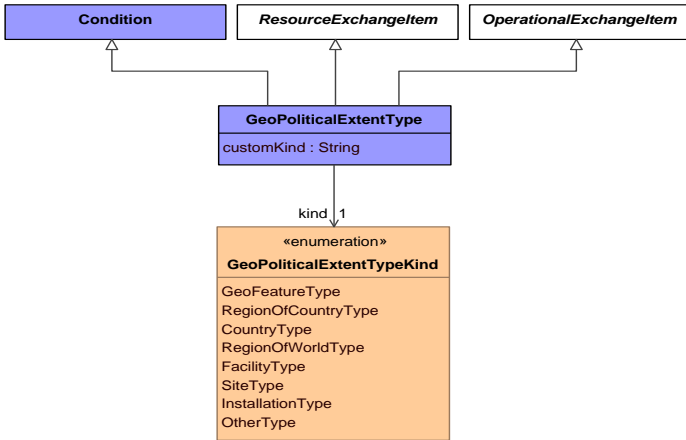 Condition
ResourceExchangeItem
OperationalExchangeItem
GeoPoliticalExtentType
customKind : String
kind 1
«enumeration»
GeoPoliticalExtentTypeKind
GeoFeatureType
RegionOfCountryType
CountryType
RegionOfWorldType
FacilityType
SiteType
InstallationType
OtherType